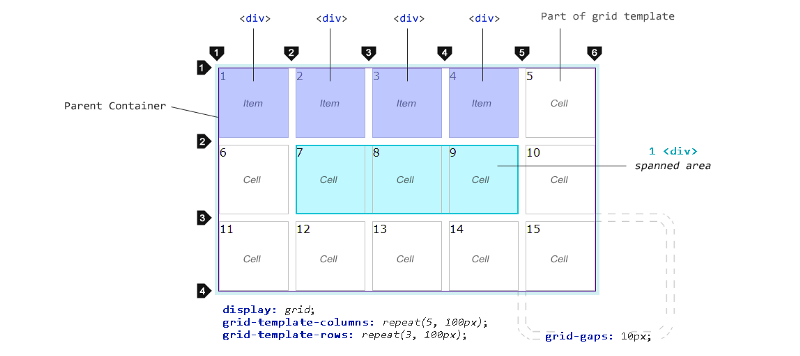 <div> <div> <div> <div> Part of grid template
1 2 3 4 5 6
1
1 2 3 4 5
Item Item Item Item Cell
Parent Container
2
6 7 8 9 10
1 <div>
spanned area
Cell Cell Cell Cell Cell
3
11 12 13 14 15
Cell Cell Cell Cell Cell
4
display: grid;
grid-template-columns: repeat(5, 100px);
grid-template-rows: repeat(3, 100px);
grid-gaps: 10px;